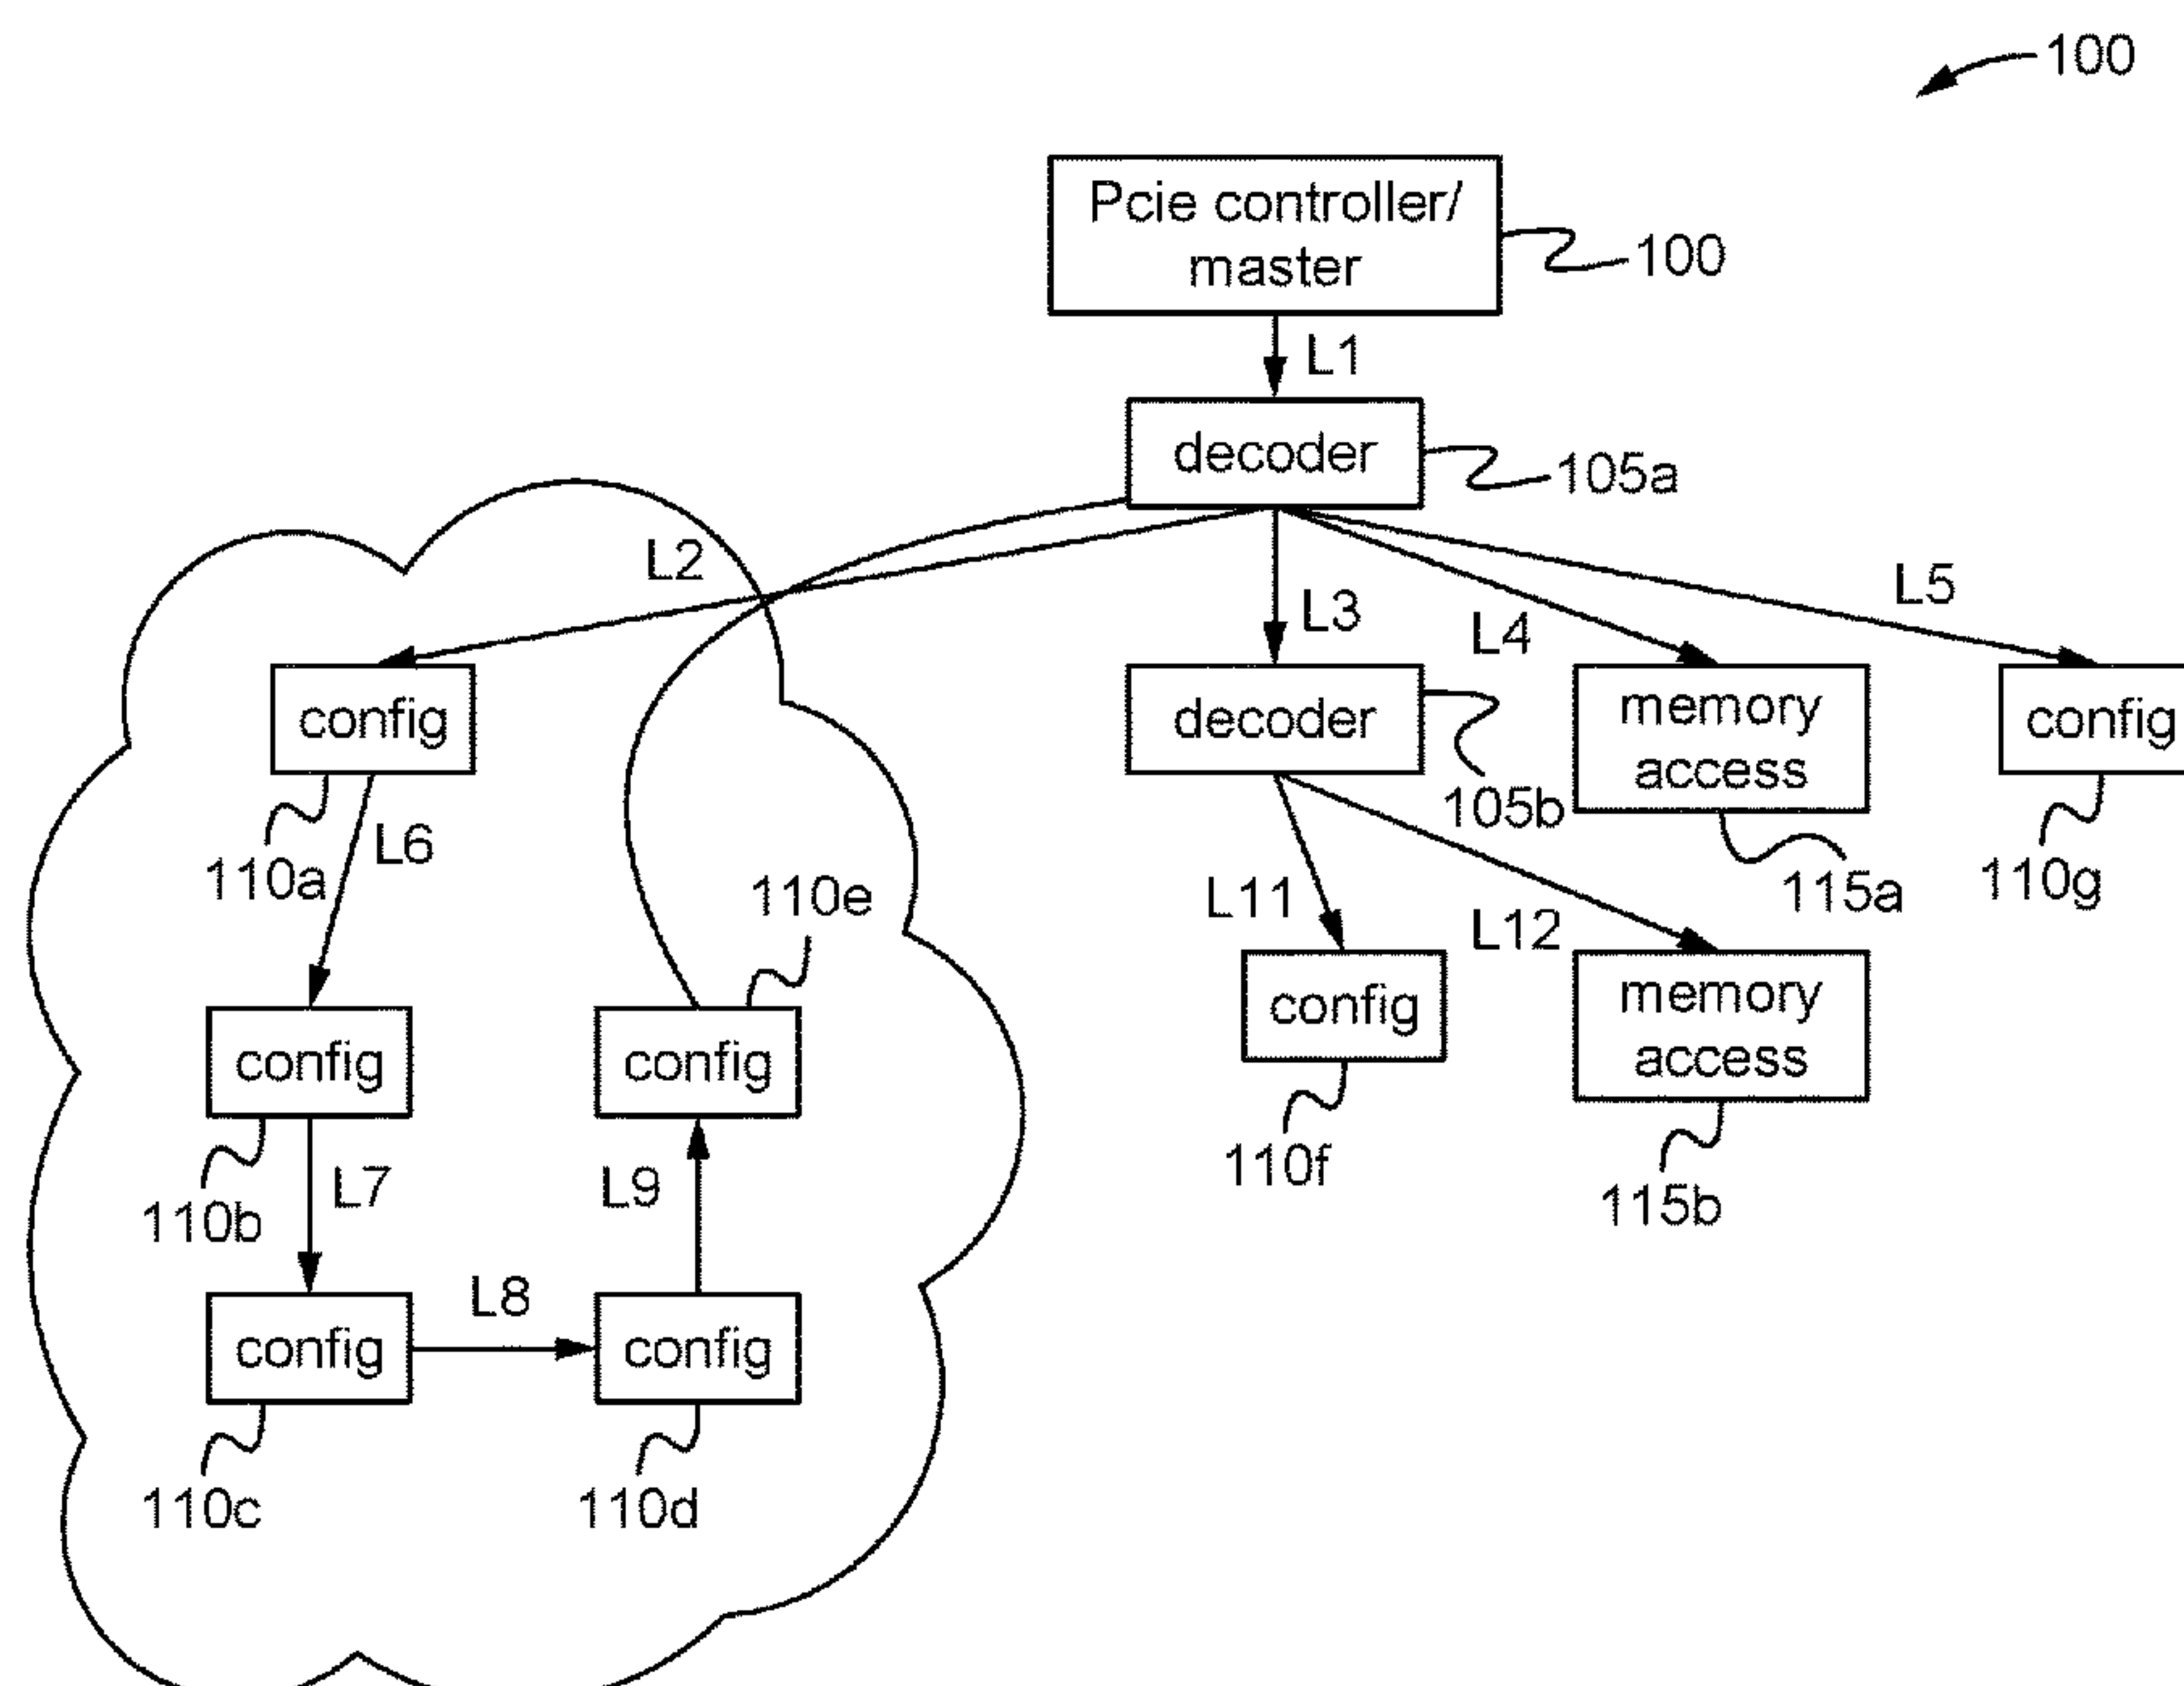 100
Pcie controller/
master
100
L1
decoder
105a
L2
L3
L4
L5
config
110a
decoder
105b
memory
access
115a
config
110g
L6
L11
L12
110e
config
110b
config
config
110f
memory
access
115b
L7
L9
config
110c
L8
config
110d